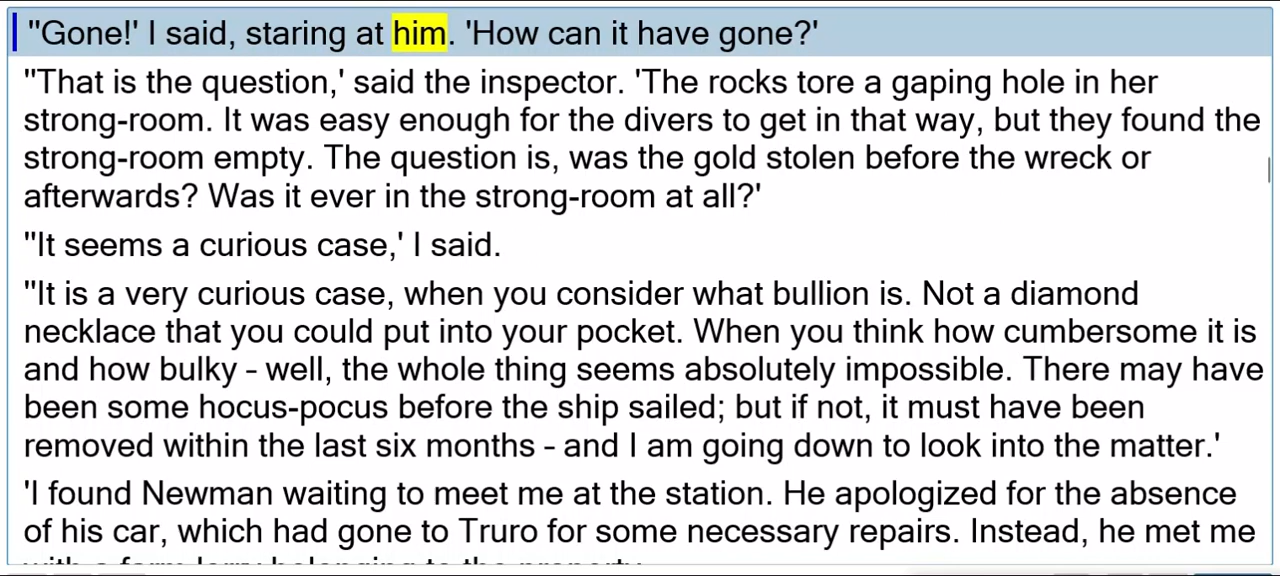 "Gone!' I said, staring at him. 'How can it have gone?'
"That is the question,' said the inspector. 'The rocks tore a gaping hole in her
strong-room. It was easy enough for the divers to get in that way, but they found the
strong-room empty. The question is, was the gold stolen before the wreck or
afterwards? Was it ever in the strong-room at all?'
"It seems a curious case,' I said.
"It is a very curious case, when you consider what bullion is. Not a diamond
necklace that you could put into your pocket. When you think how cumbersome it is
and how bulky - well, the whole thing seems absolutely impossible. There may have
been some hocus-pocus before the ship sailed; but if not, it must have been
removed within the last six months - and I am going down to look into the matter.'
'I found Newman waiting to meet me at the station. He apologized for the absence
of his car, which had gone to Truro for some necessary repairs. Instead, he met me
with a farm lorry belonging to the property.